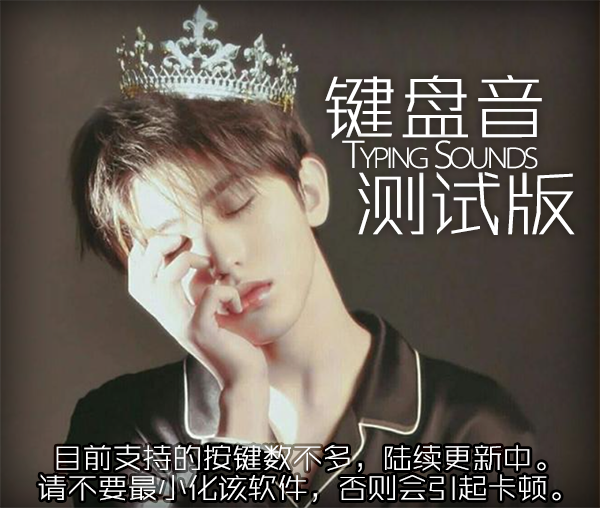 键盘音
TYPING SOUNDS
测试版
目前支持的按键数不多，陆续更新中。
请不要最小化该软件，否则会引起卡顿。